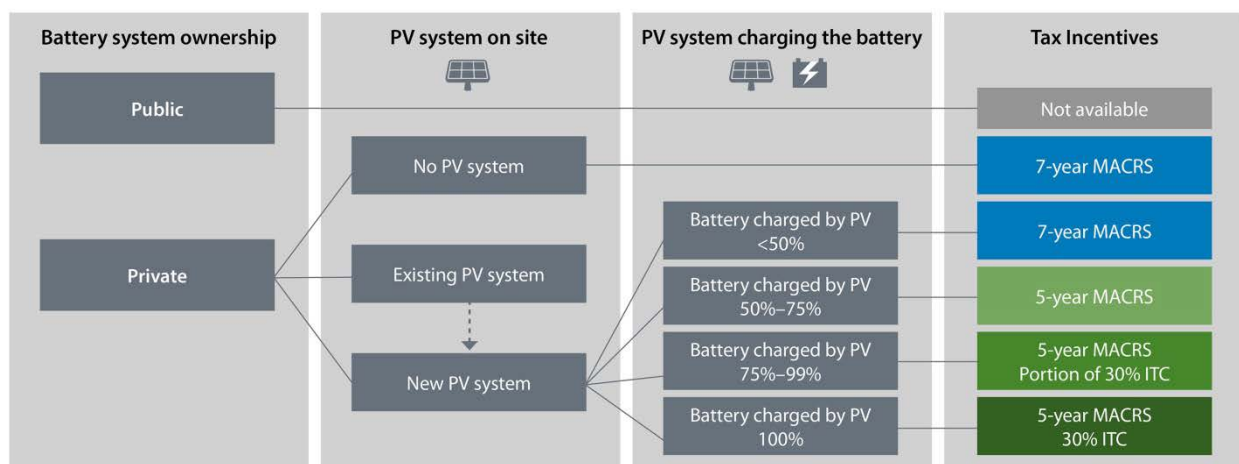 Battery system ownership
PV system on site
PV system charging the battery
Tax Incentives
Public
Not available
No PV system
7-year MACRS
Private
Existing PV system
New PV system
Battery charged by PV
<50%
7-year MACRS
Battery charged by PV
50%–75%
5-year MACRS
Battery charged by PV
75%–99%
5-year MACRS
Portion of 30% ITC
Battery charged by PV
100%
5-year MACRS
30% ITC